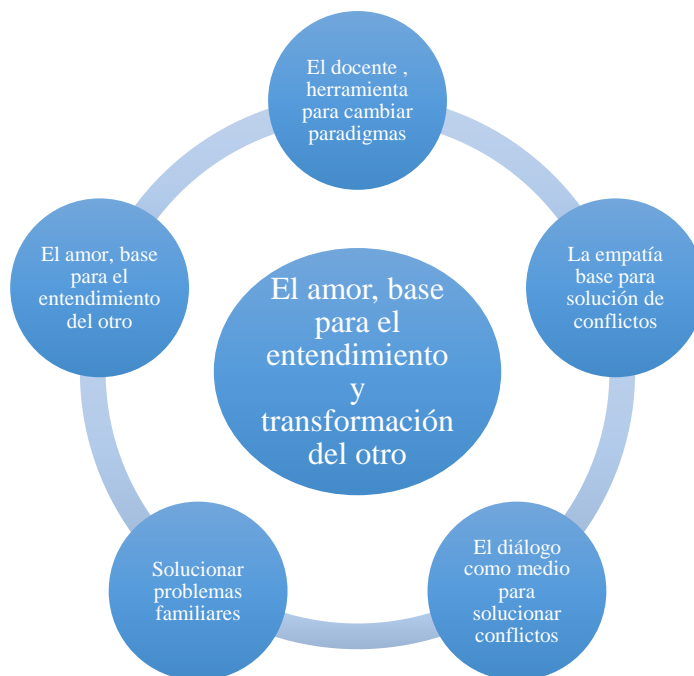 El docente ,
herramienta
para cambiar
paradigmas
La empatía
base para
solución de
conflictos
El diálogo
como medio
para
solucionar
conflictos
Solucionar
problemas
familiares
El amor, base
para el
entendimiento
del otro
El amor, base
para el
entendimiento
y
transformación
del otro